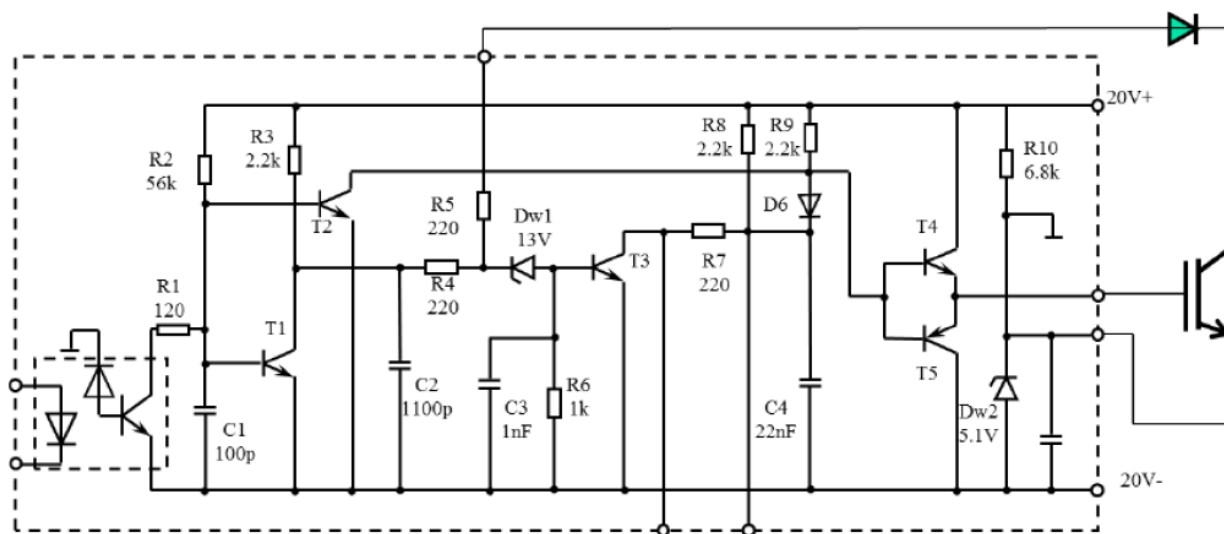 20V+
R2
56k
R3
2.2k
T2
R5
220
Dw1
13V
R8
2.2k
R9
2.2k
R10
6.8k
D6
T4
T3
R7
220
R4
220
R1
120
T1
C2
1100p
C3
1nF
R6
1k
C4
22nF
T5
Dw2
5.1V
C1
100p
20V-